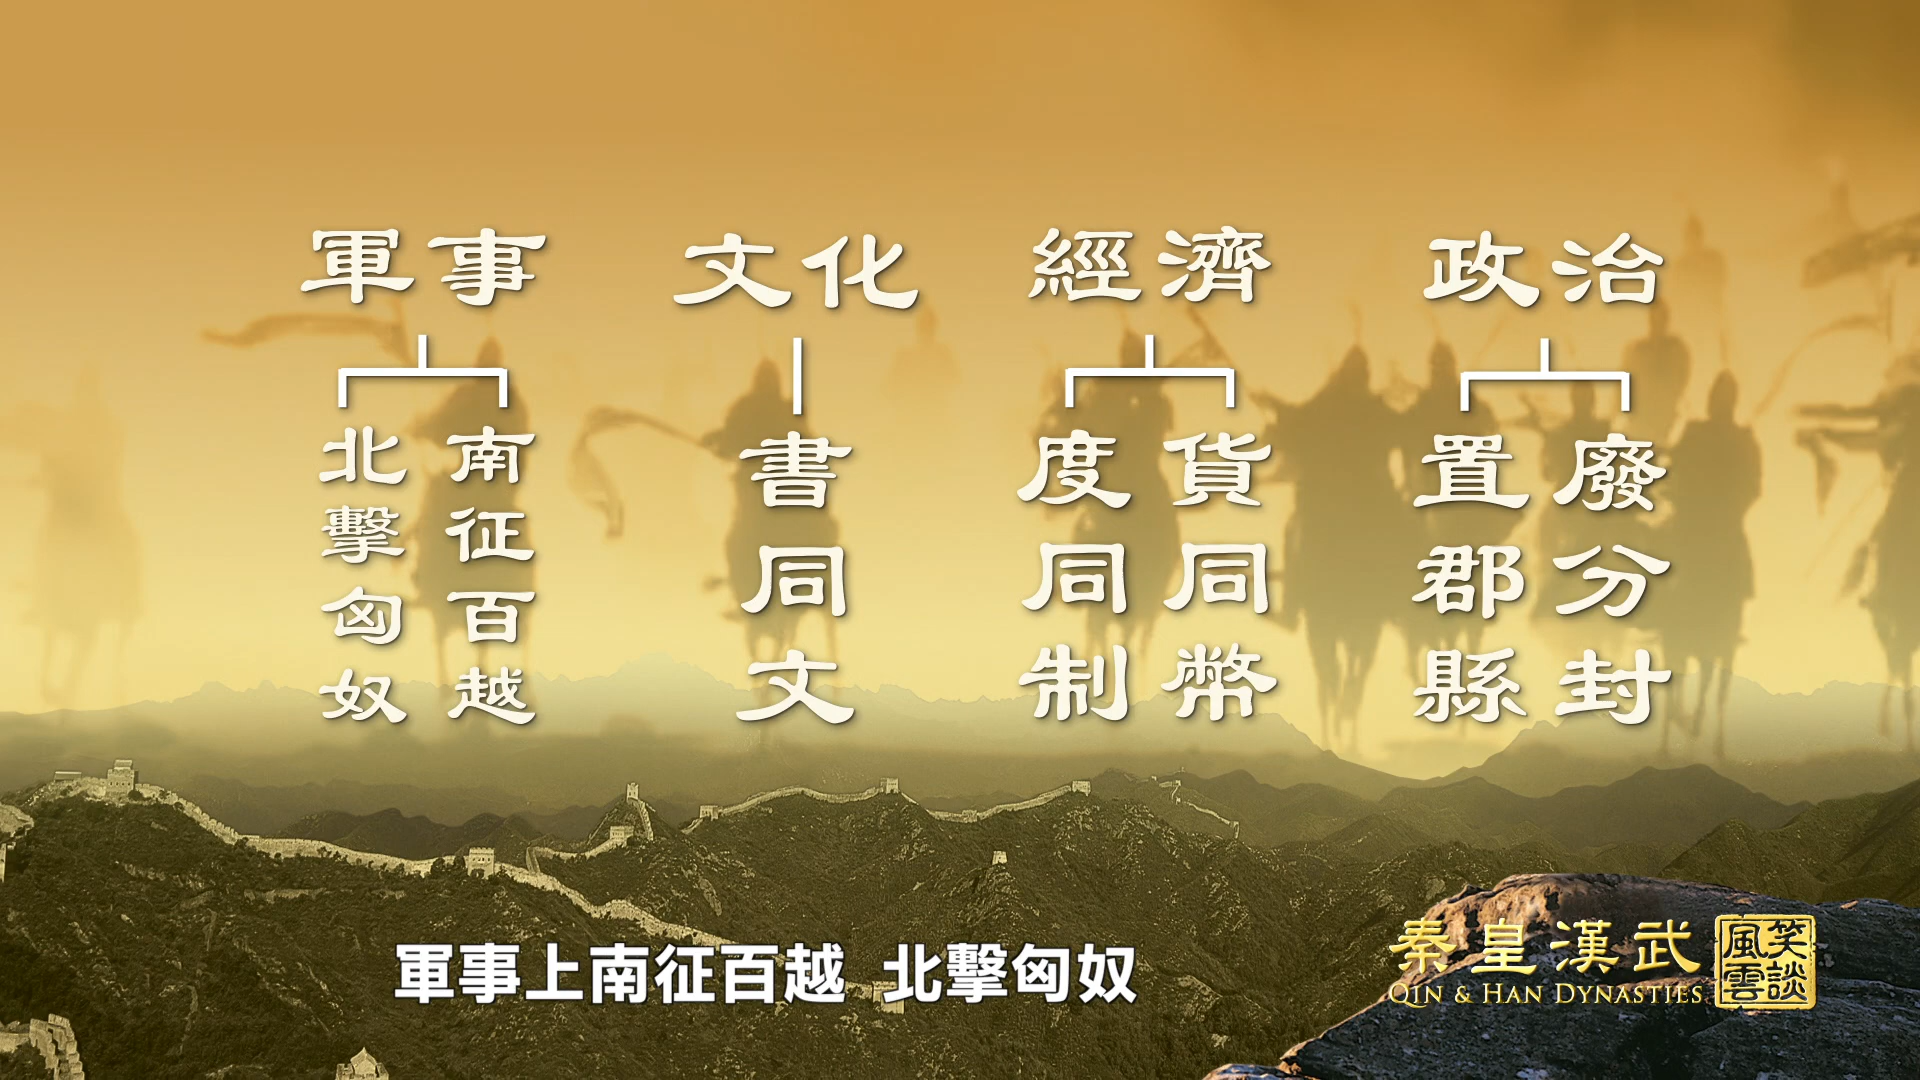 政治
廢分封
置郡縣
經濟
貨同幣
度同制
文化
書同文
軍事
南征百越
北擊匈奴
軍事上南征百越 北擊匈奴
秦皇漢武
QIN & HAN DYNASTIES
笑談
風雲